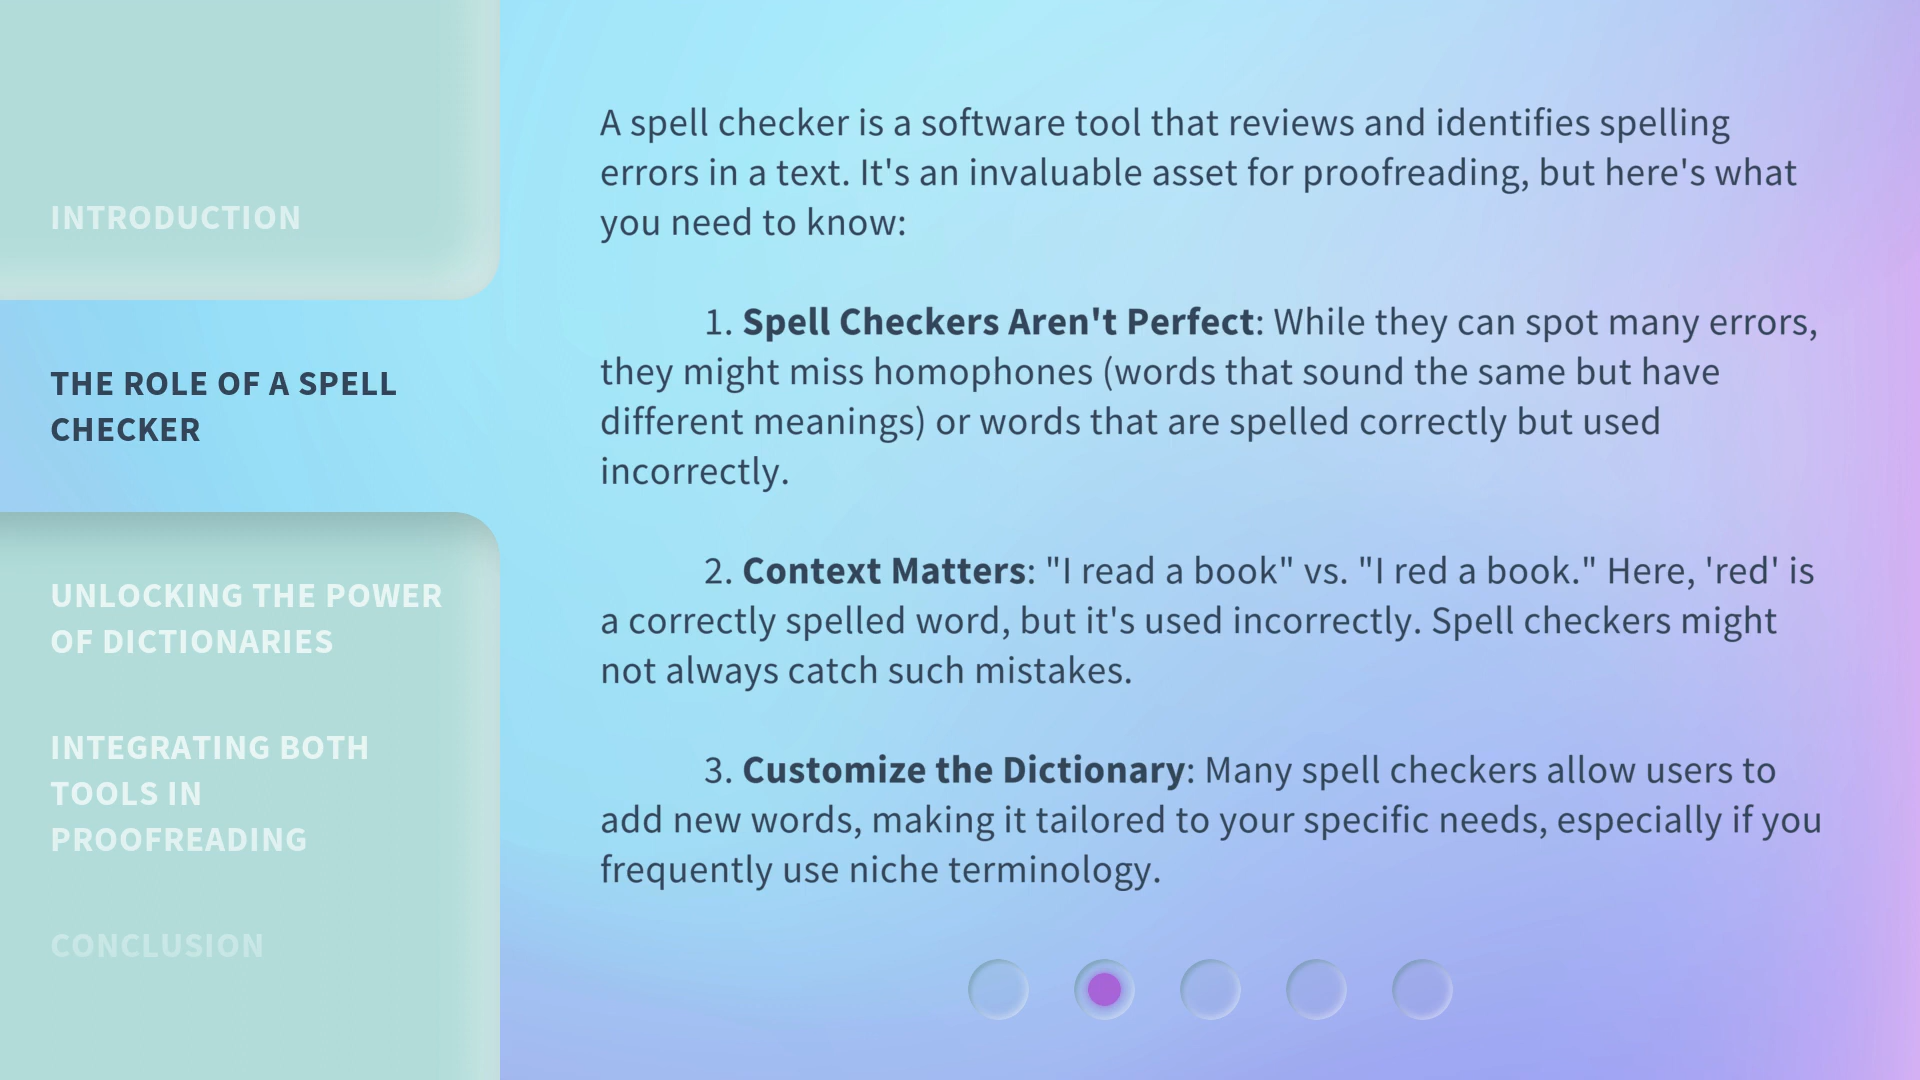 INTRODUCTION
THE ROLE OF A SPELL
CHECKER
UNLOCKING THE POWER
OF DICTIONARIES
INTEGRATING BOTH
TOOLS IN
PROOFREADING
CONCLUSION
A spell checker is a software tool that reviews and identifies spelling
errors in a text. It's an invaluable asset for proofreading, but here's what
you need to know:
1. Spell Checkers Aren't Perfect: While they can spot many errors,
they might miss homophones (words that sound the same but have
different meanings) or words that are spelled correctly but used
incorrectly.
2. Context Matters: "I read a book" vs. "I red a book." Here, 'red' is
a correctly spelled word, but it's used incorrectly. Spell checkers might
not always catch such mistakes.
3. Customize the Dictionary: Many spell checkers allow users to
add new words, making it tailored to your specific needs, especially if you
frequently use niche terminology.